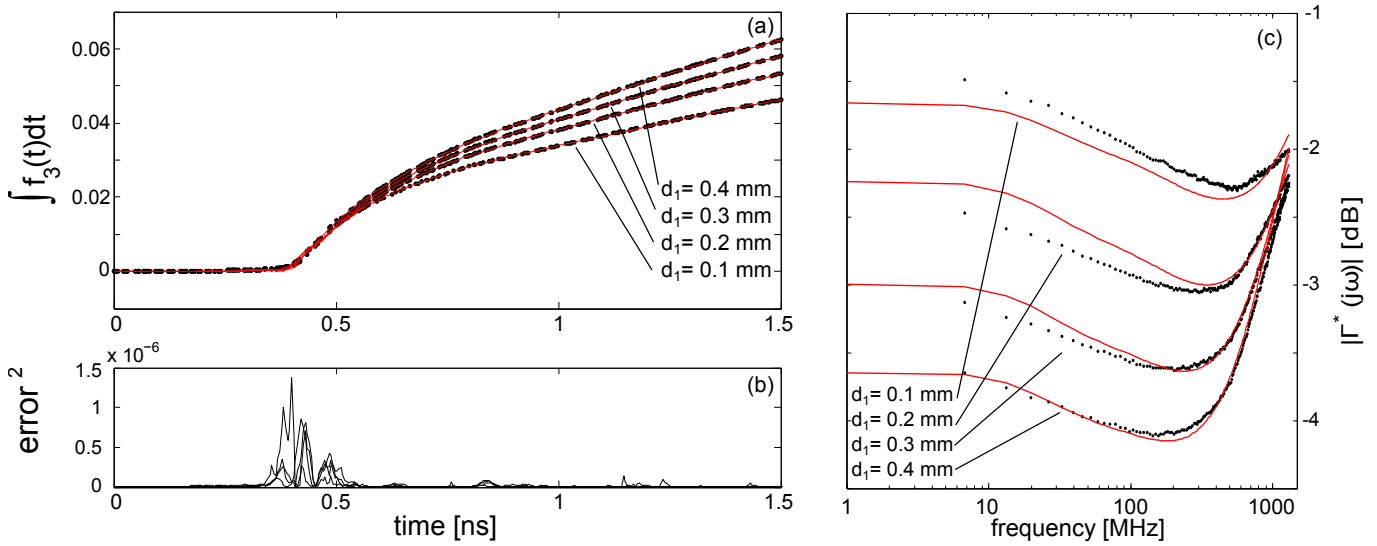 (a)
0.06
0.04
0.02
0
∫ f₃(t)dt
d₁= 0.4 mm
d₁= 0.3 mm
d₁= 0.2 mm
d₁= 0.1 mm
0 0.5 1 1.5
x 10⁻⁶
(b)
1.5
1
0.5
0
error ²
0 0.5 1 1.5
time [ns]
(c)
-1
-2
-3
-4
|Γ* (jω)| [dB]
d₁= 0.1 mm
d₁= 0.2 mm
d₁= 0.3 mm
d₁= 0.4 mm
1 10 100 1000
frequency [MHz]